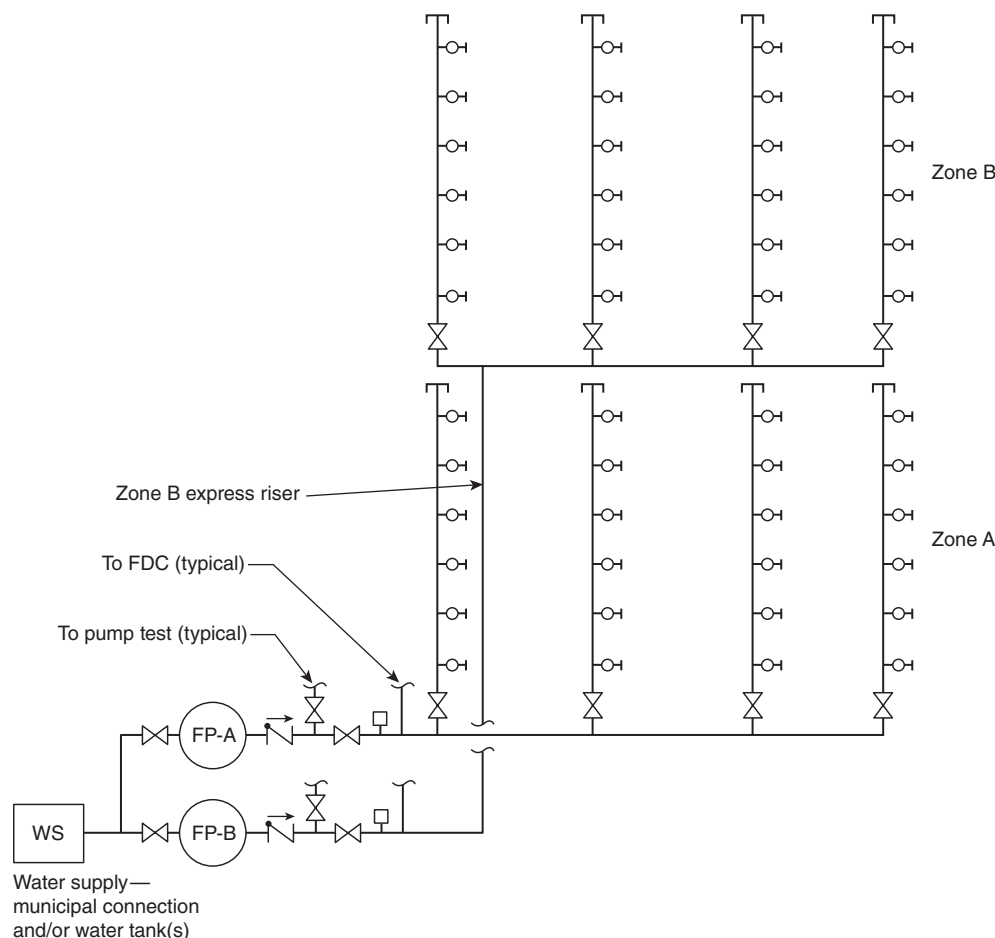 Zone B
Zone B express riser
Zone A
To FDC (typical)
To pump test (typical)
FP-A
FP-B
WS
Water supply—
municipal connection
and/or water tank(s)